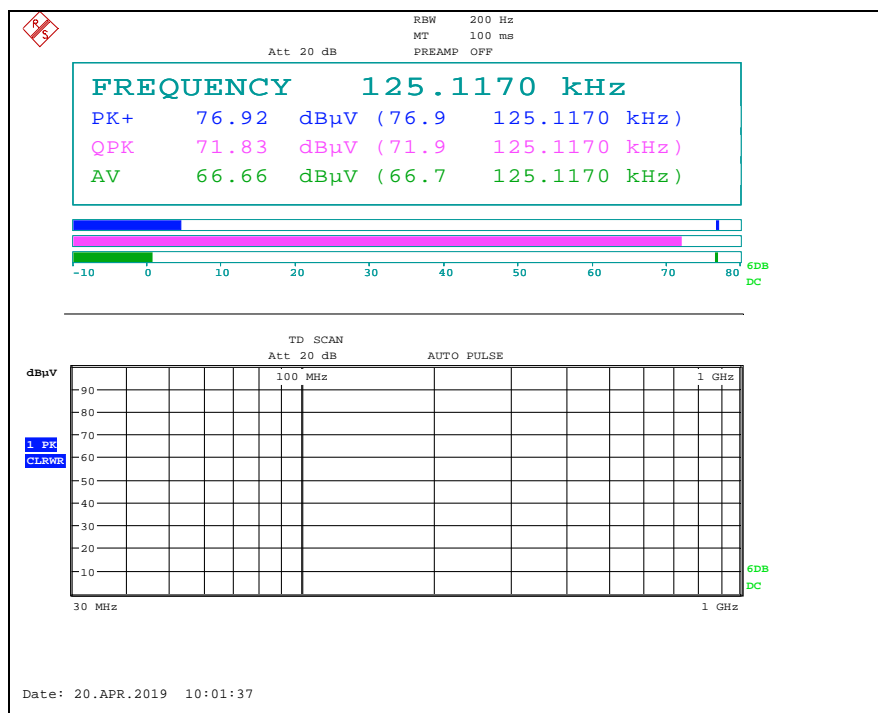 R S
RBW 200 Hz
MT 100 ms
Att 20 dB PREAMP OFF
FREQUENCY 125.1170 kHz
PK+ 76.92 dBµV (76.9 125.1170 kHz)
QPK 71.83 dBµV (71.9 125.1170 kHz)
AV 66.66 dBµV (66.7 125.1170 kHz)
-10 0 10 20 30 40 50 60 70 80
6DB
DC
TD SCAN
Att 20 dB AUTO PULSE
dBµV
100 MHz 1 GHz
90
80
70
1 PK
CLRWR
60
50
40
30
20
10
6DB
DC
30 MHz 1 GHz
Date: 20.APR.2019 10:01:37